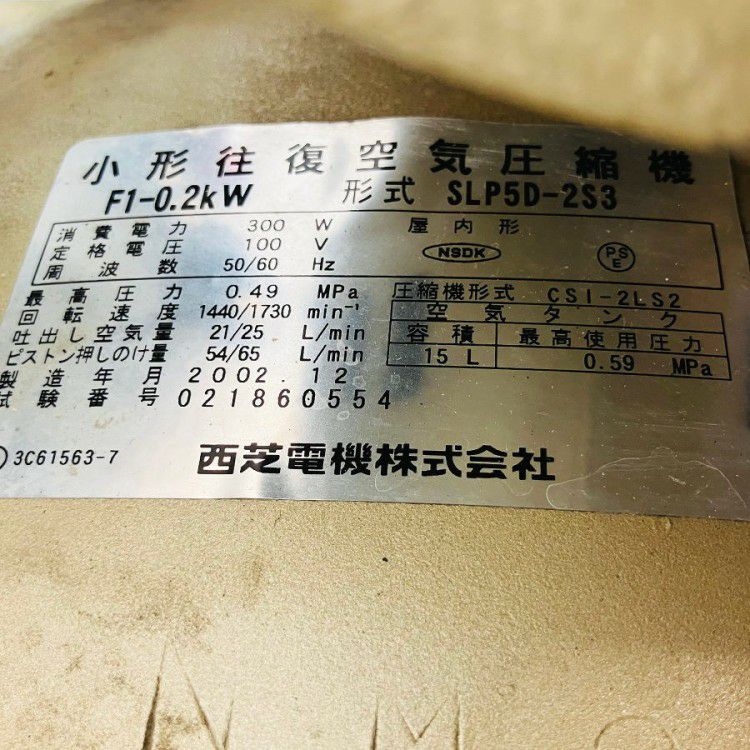 小形往復空気圧縮機
F1-0.2kW 形式 SLP5D-2S3
消費電力 300 W 屋内形
定格電圧 100 V NSDK PSE
周波数 50/60 Hz
最高圧力 0.49 MPa 圧縮機形式 CSI-2LS2
回転速度 1440/1730 min⁻¹ 空気タンク
吐出し空気量 21/25 L/min 容積 最高使用圧力
ピストン押しのけ量 54/65 L/min 15 L 0.59 MPa
製造年月 2002.12
試験番号 021860554
3C61563-7 西芝電機株式会社